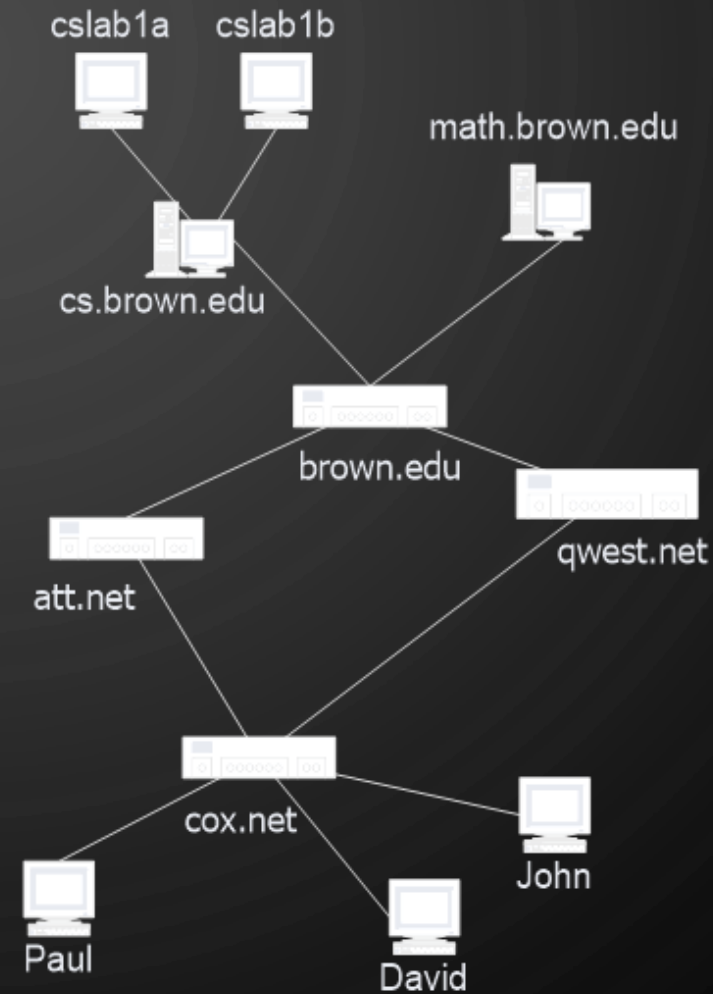 cslab1a
cslab1b
math.brown.edu
cs.brown.edu
brown.edu
qwest.net
att.net
cox.net
John
Paul
David